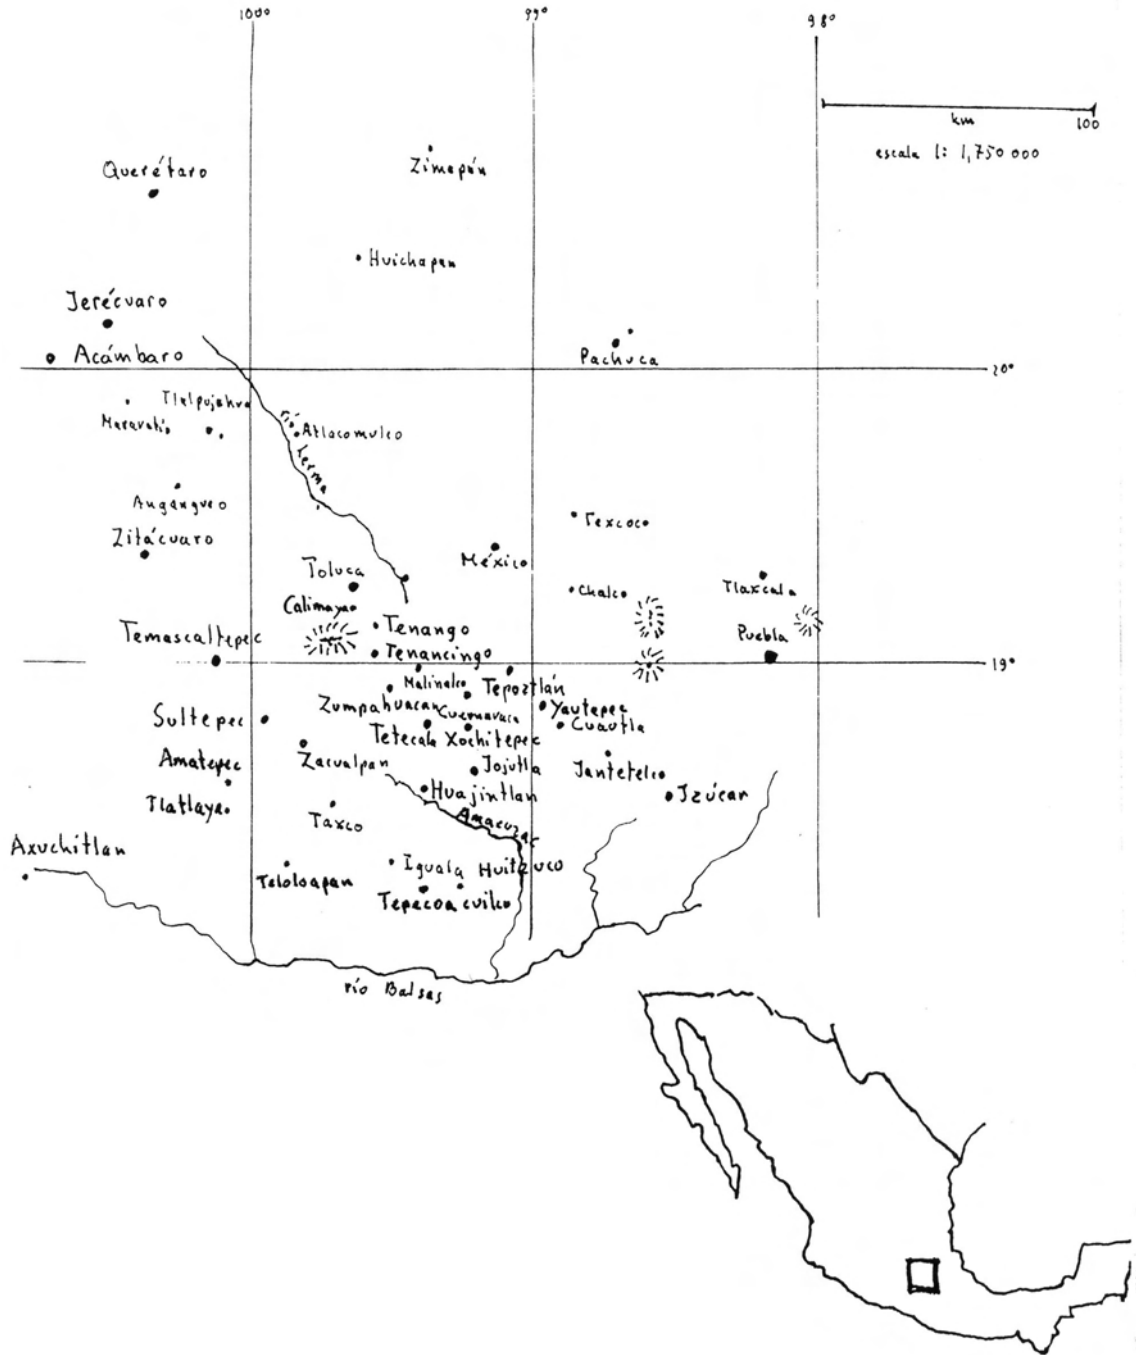 100°
99°
98°
km
100
escala 1: 1,750 000
Querétaro
Zimapán
Huichapan
Jerécuaro
Acámbaro
Pachuca
20°
Tlalpujahua
Maravatío
Atlacomulco
Lerma
Angangueo
Texcoco
Zitácuaro
México
Toluca
Chalco
Tlaxcala
Calimaya
Temascaltepec
Tenango
Puebla
Tenancingo
19°
Malinalco
Tepoztlán
Zumpahuacan
Cuernavaca
Yautepec
Sultepec
Cuautla
Tetecala
Xochitepec
Amatepec
Zacualpan
Jojutla
Jantetelco
Huajintlan
Izúcar
Tlatlaya
Taxco
Amacuzac
Axuchitlan
Iguala
Huitzuco
Teloloapan
Tepecoacuilco
río Balsas